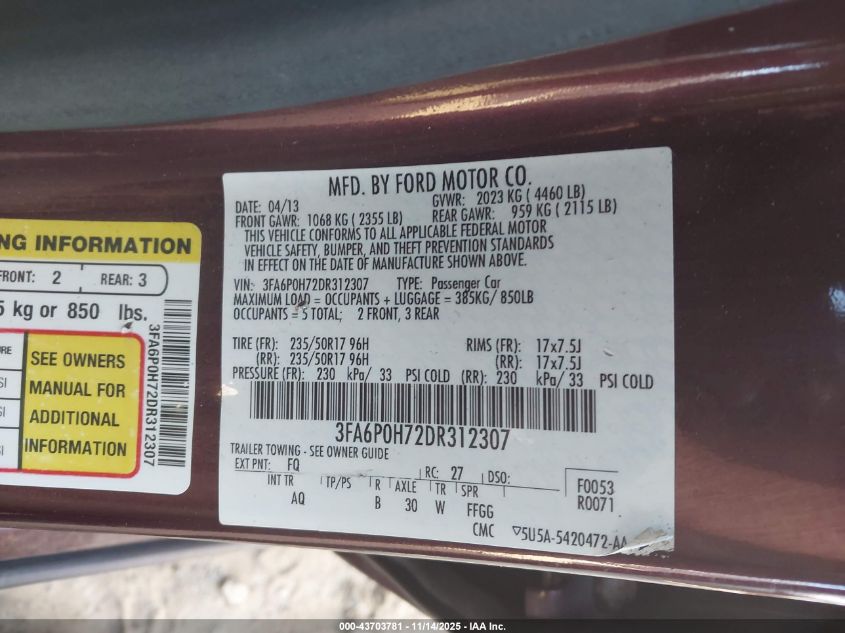 MFD. BY FORD MOTOR CO.
DATE: 04/13
GVWR: 2023 KG ( 4460 LB)
FRONT GAWR: 1068 KG ( 2355 LB)
REAR GAWR: 959 KG ( 2115 LB)
THIS VEHICLE CONFORMS TO ALL APPLICABLE FEDERAL MOTOR
VEHICLE SAFETY, BUMPER, AND THEFT PREVENTION STANDARDS
IN EFFECT ON THE DATE OF MANUFACTURE SHOWN ABOVE.
VIN: 3FA6P0H72DR312307 TYPE: Passenger Car
MAXIMUM LOAD = OCCUPANTS + LUGGAGE = 385KG/ 850LB
OCCUPANTS = 5 TOTAL; 2 FRONT, 3 REAR
TIRE (FR): 235/50R17 96H RIMS (FR): 17x7.5J
(RR): 235/50R17 96H (RR): 17x7.5J
PRESSURE (FR): 230 kPa/ 33 PSI COLD (RR): 230 kPa/ 33 PSI COLD
3FA6P0H72DR312307
TRAILER TOWING - SEE OWNER GUIDE
EXT PNT: FQ RC: 27 DSO: F0053
INT TR TP/PS R AXLE TR SPR R0071
AQ B 30 W FFGG
CMC 5U5A-5420472-AA
NG INFORMATION
FRONT: 2 REAR: 3
5 kg or 850 lbs.
SEE OWNERS
MANUAL FOR
ADDITIONAL
INFORMATION
3FA6P0H72DR312307
000-43703781 - 11/14/2025 - IAA Inc.